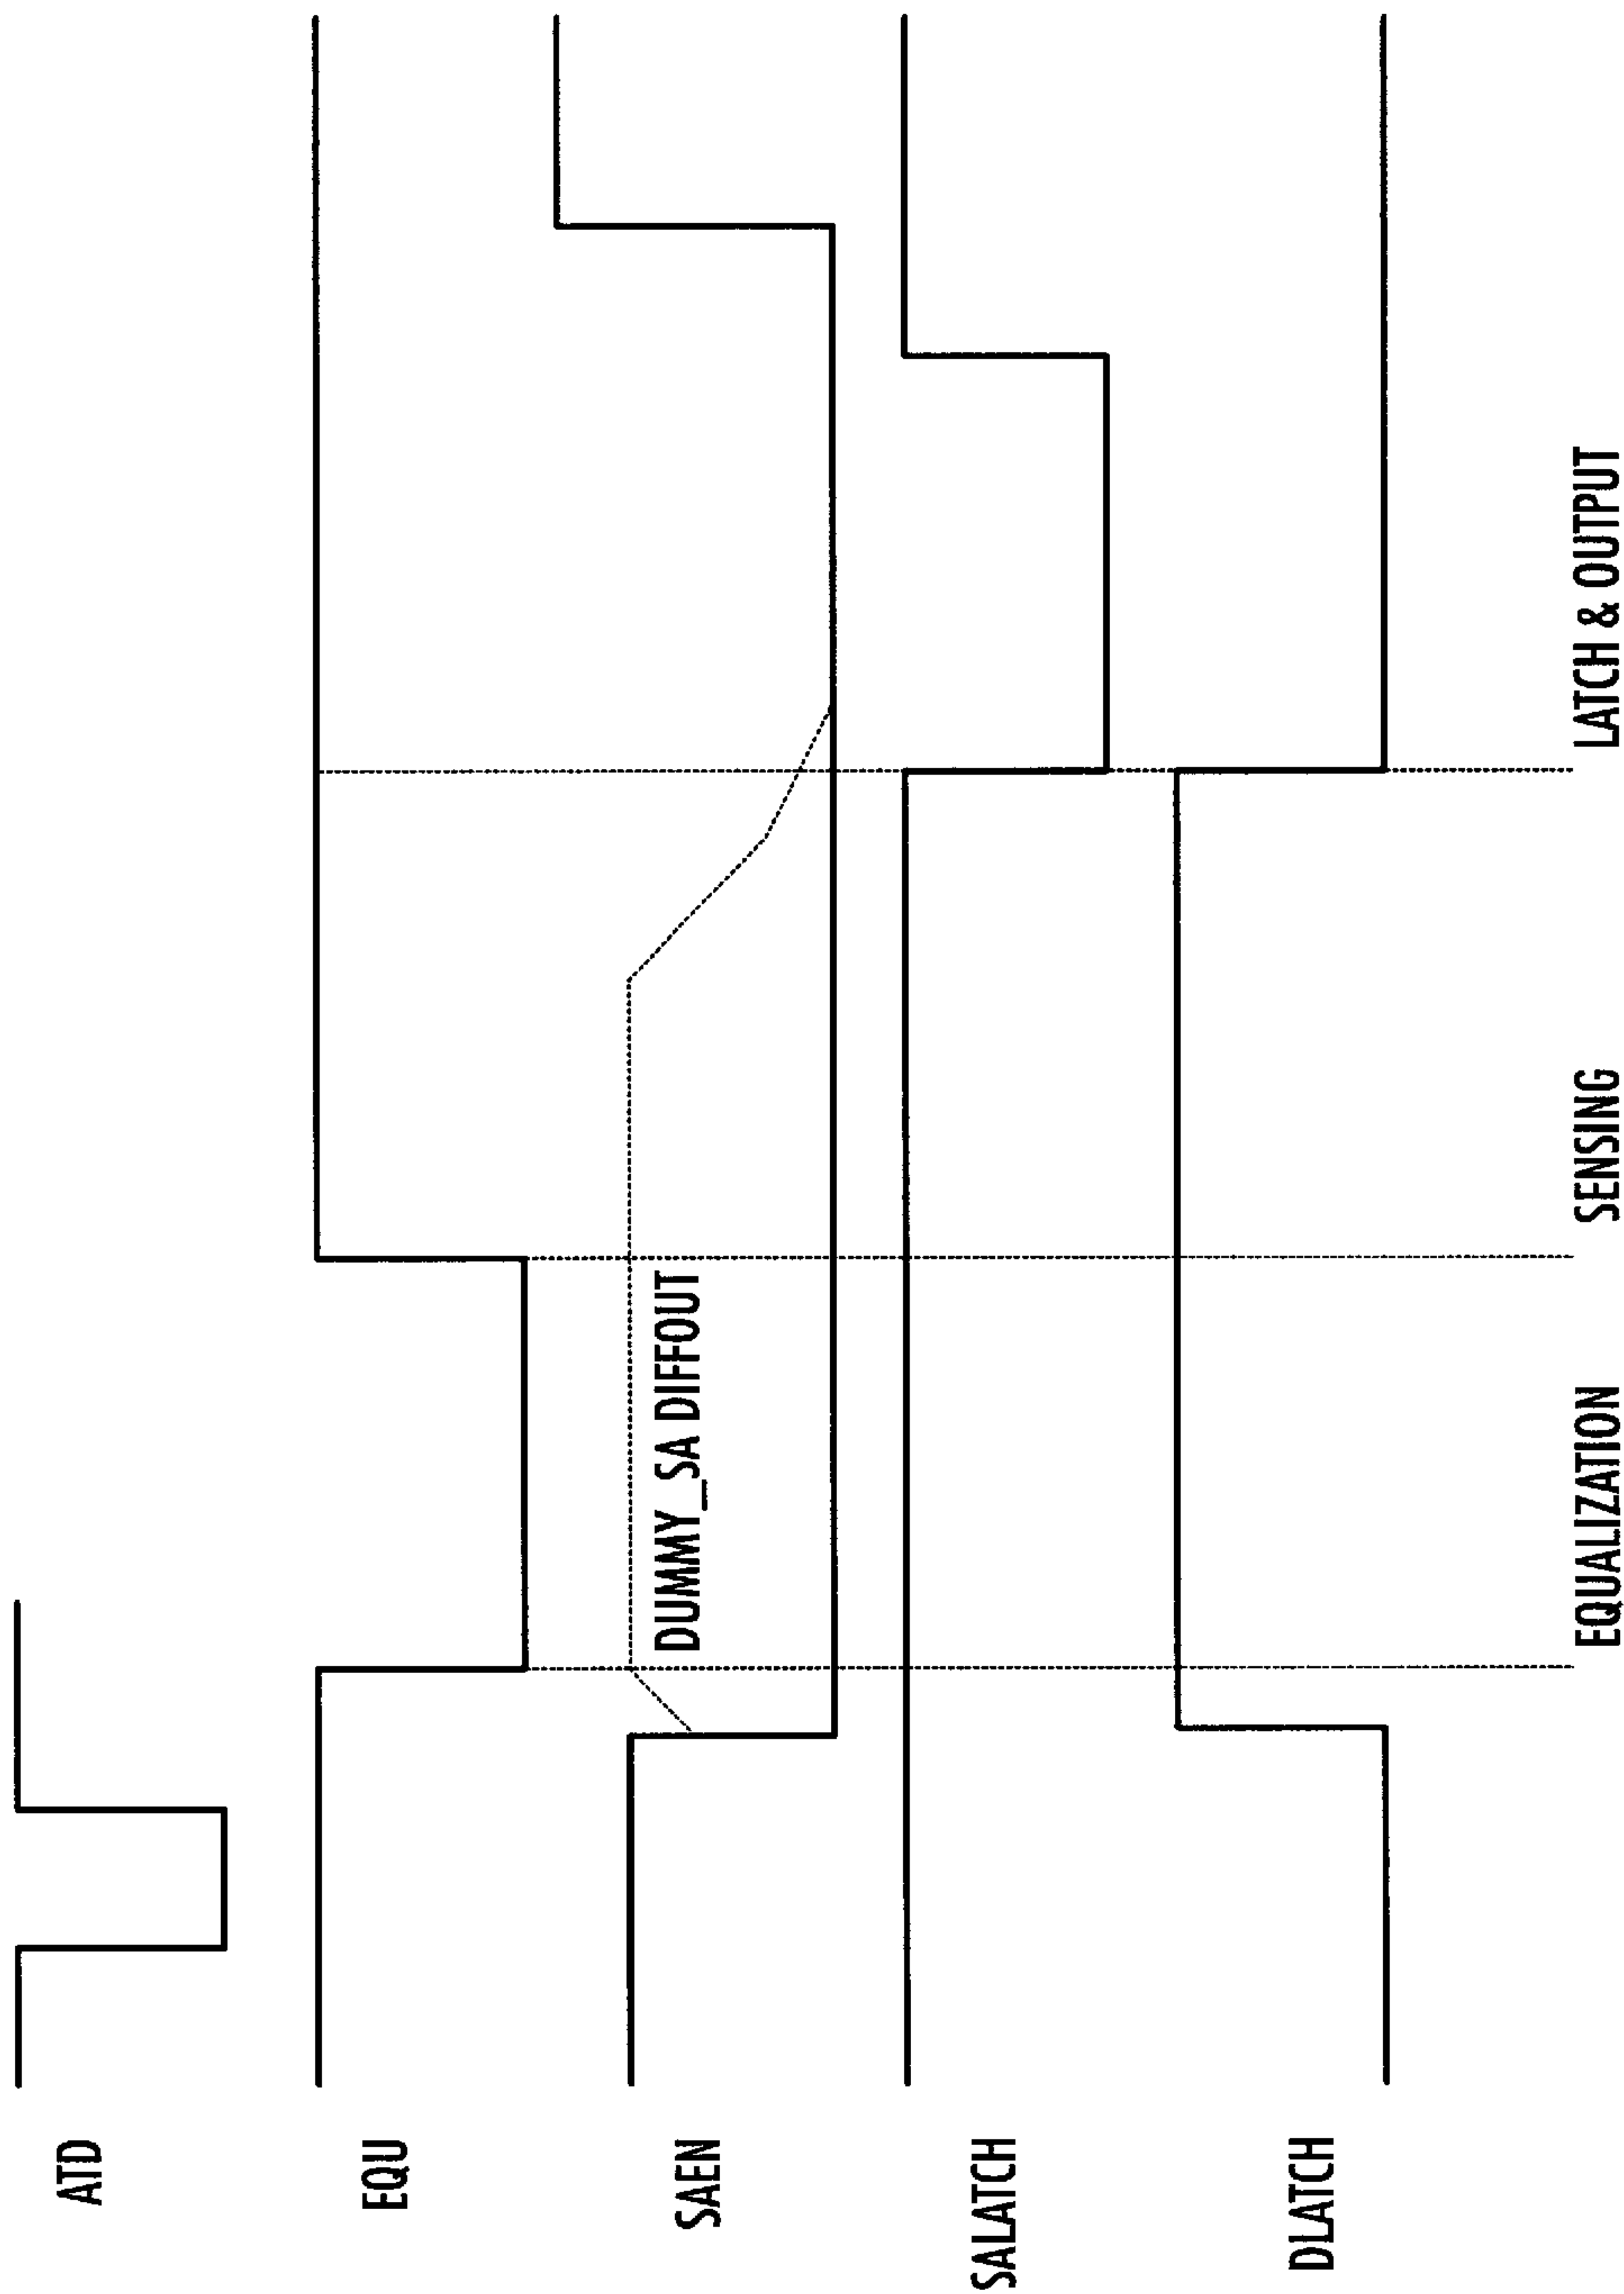 ATD
EQU
SAEN
DUMMY_SA DIFFOUT
SALATCH
DLATCH
EQUALIZATION
SENSING
LATCH & OUTPUT